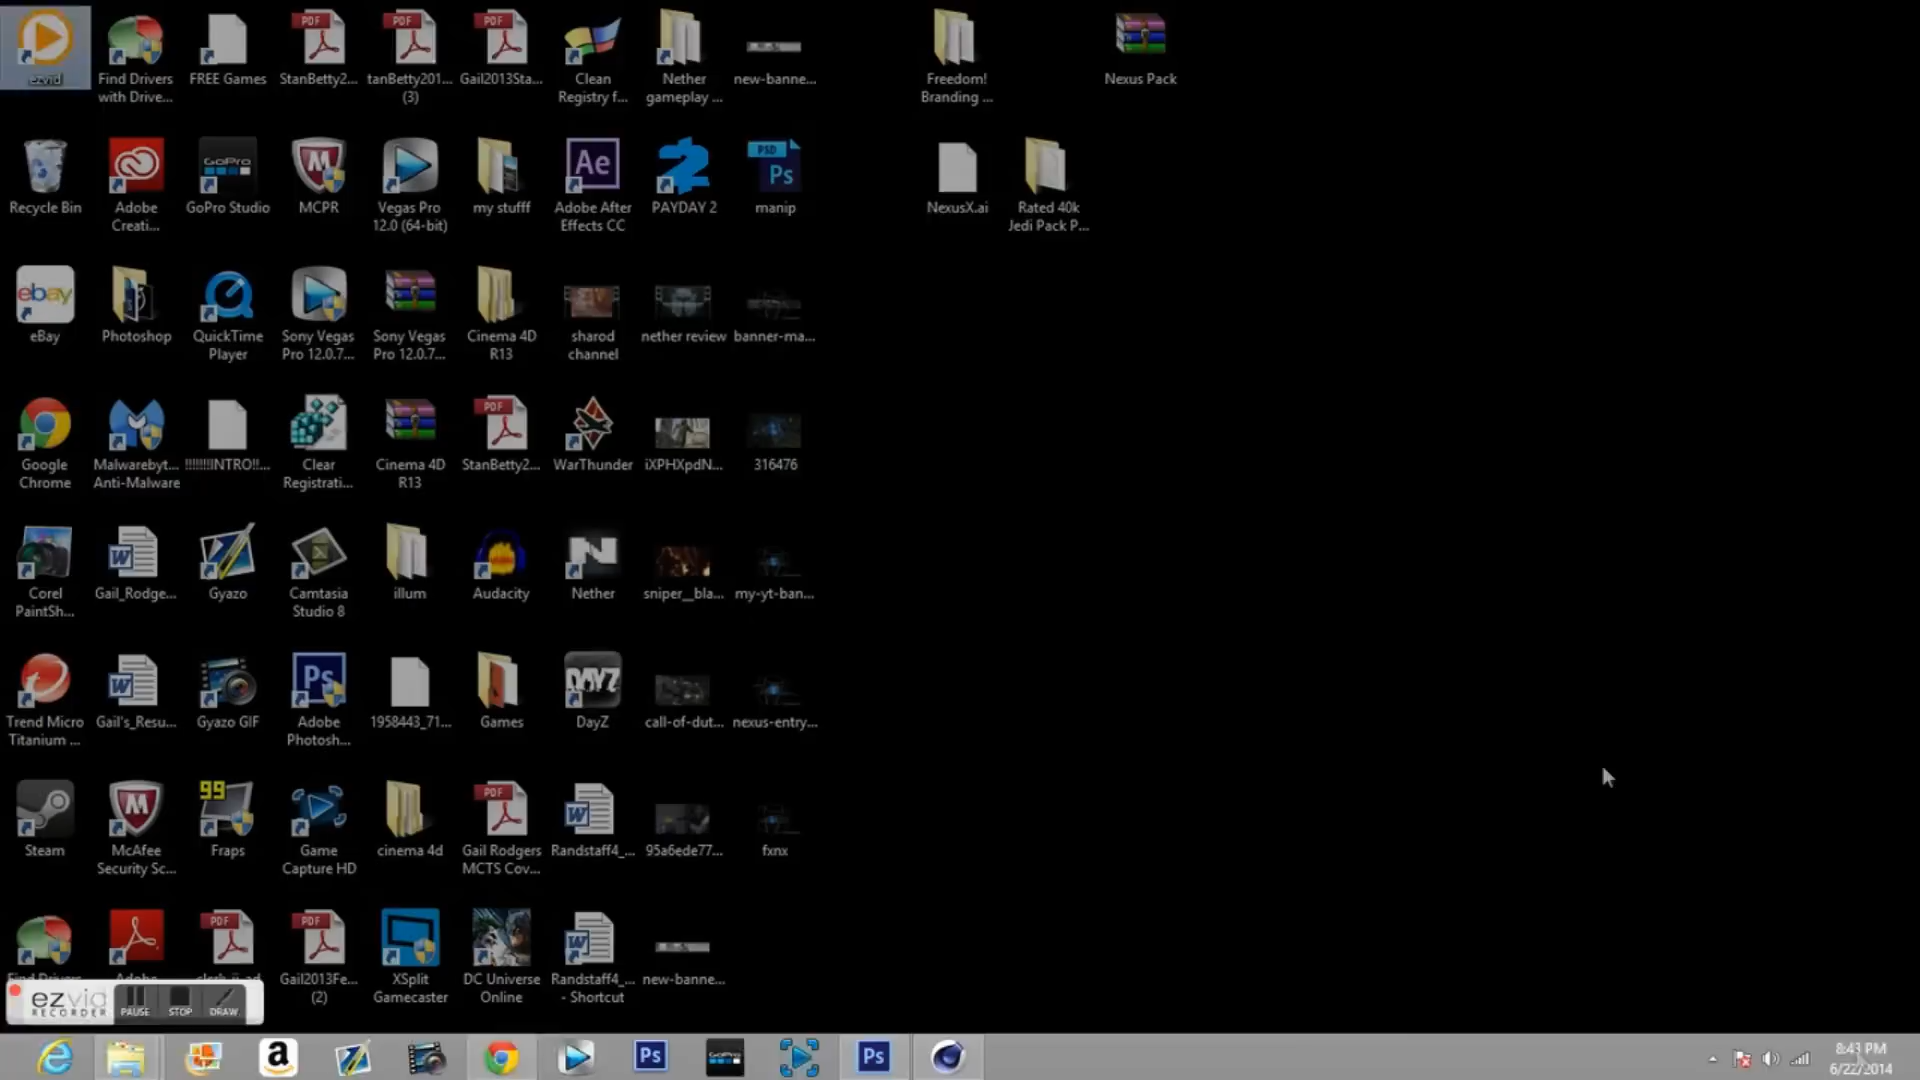 ezvid
Find Drivers
with Drive...
FREE Games
StanBetty2...
tanBetty201...
(3)
Gail2013Sta...
Clean
Registry f...
Nether
gameplay ...
new-banne...
Freedom!
Branding ...
Nexus Pack
Recycle Bin
Adobe
Creati...
GoPro Studio
MCPR
Vegas Pro
12.0 (64-bit)
my stufff
Adobe After
Effects CC
PAYDAY 2
manip
NexusX.ai
Rated 40k
Jedi Pack P...
eBay
Photoshop
QuickTime
Player
Sony Vegas
Pro 12.0.7...
Sony Vegas
Pro 12.0.7...
Cinema 4D
R13
sharod
channel
nether review
banner-ma...
Google
Chrome
Malwarebyt...
Anti-Malware
!!!!!!!!INTRO!!...
Clear
Registrati...
Cinema 4D
R13
StanBetty2...
WarThunder
iXPHXpdN...
316476
Corel
PaintSh...
Gail_Rodge...
Gyazo
Camtasia
Studio 8
illum
Audacity
Nether
sniper__bla...
my-yt-ban...
Trend Micro
Titanium ...
Gail's_Resu...
Gyazo GIF
Adobe
Photosh...
1958443_71...
Games
DayZ
call-of-dut...
nexus-entry...
Steam
McAfee
Security Sc...
Fraps
Game
Capture HD
cinema 4d
Gail Rodgers
MCTS Cov...
Randstaff4_...
95a6ede77...
fxnx
Gail2013Fe...
(2)
XSplit
Gamecaster
DC Universe
Online
Randstaff4_...
- Shortcut
new-banne...
ezvid
RECORDER
PAUSE
STOP
DRAW
8:43 PM
6/22/2014